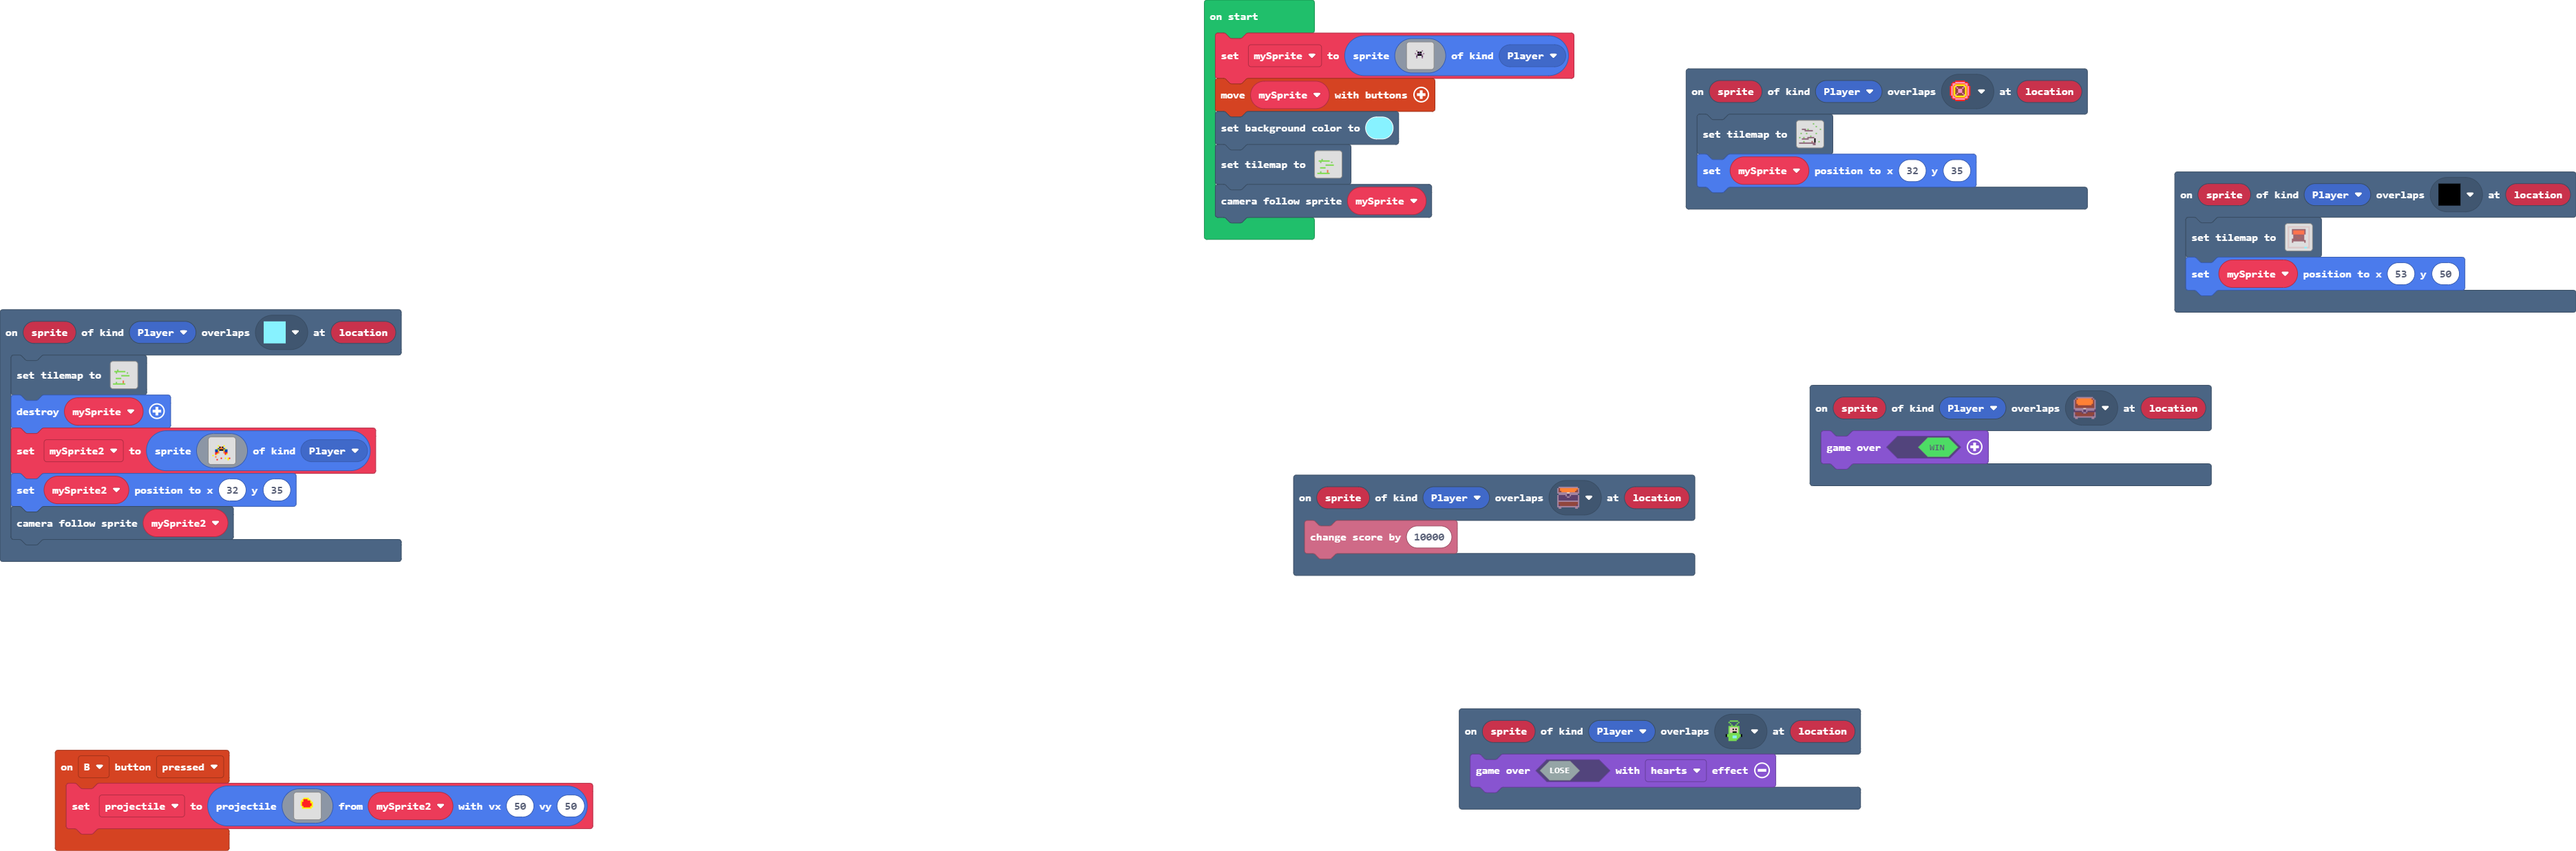 on start
set mySprite to sprite of kind Player
move mySprite with buttons
set background color to
set tilemap to
camera follow sprite mySprite
on sprite of kind Player overlaps at location
set tilemap to
set mySprite position to x 32 y 35
on sprite of kind Player overlaps at location
set tilemap to
set mySprite position to x 53 y 50
on sprite of kind Player overlaps at location
set tilemap to
destroy mySprite
set mySprite2 to sprite of kind Player
set mySprite2 position to x 32 y 35
camera follow sprite mySprite2
on sprite of kind Player overlaps at location
game over WIN
on sprite of kind Player overlaps at location
change score by 10000
on sprite of kind Player overlaps at location
game over LOSE with hearts effect
on B button pressed
set projectile to projectile from mySprite2 with vx 50 vy 50